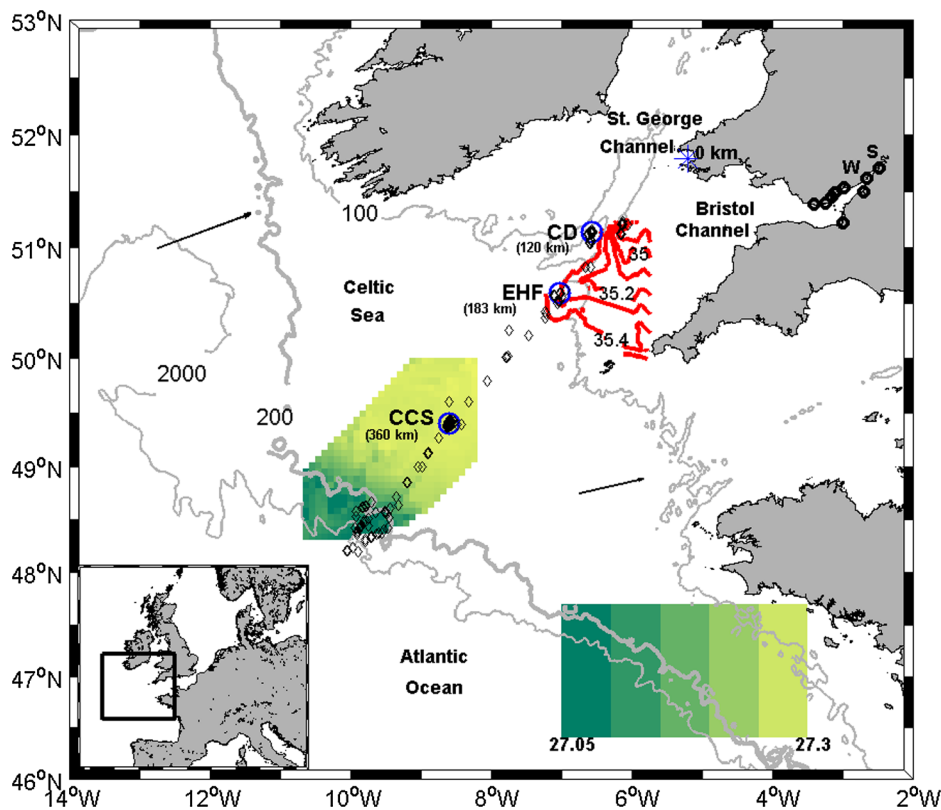 53°N
52°N
51°N
50°N
49°N
48°N
47°N
46°N
14°W
12°W
10°W
8°W
6°W
4°W
2°W
St. George
Channel
0 km
S
W
Bristol
Channel
100
CD
(120 km)
35
EHF
35.2
(183 km)
35.4
Celtic
Sea
2000
200
CCS
(360 km)
Atlantic
Ocean
27.05
27.3